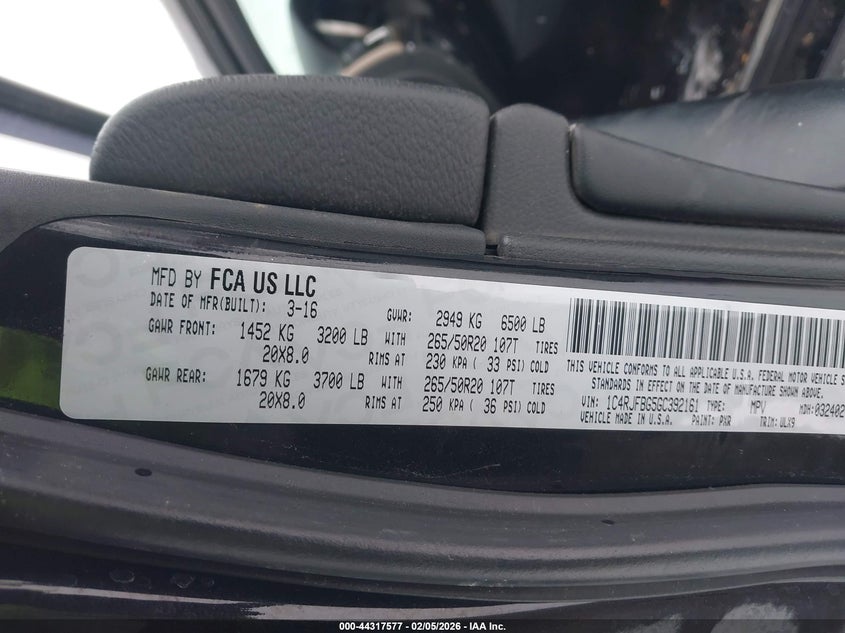 MFD BY FCA US LLC
DATE OF MFR(BUILT): 3-16 GVWR: 2949 KG 6500 LB
GAWR FRONT: 1452 KG 3200 LB WITH 265/50R20 107T TIRES
20X8.0 RIMS AT 230 KPA ( 33 PSI) COLD
GAWR REAR: 1679 KG 3700 LB WITH 265/50R20 107T TIRES
20X8.0 RIMS AT 250 KPA ( 36 PSI) COLD
THIS VEHICLE CONFORMS TO ALL APPLICABLE U.S.A. FEDERAL MOTOR VEHICLE
STANDARDS IN EFFECT ON THE DATE OF MANUFACTURE SHOWN ABOVE.
VIN: 1C4RJFBG5GC392161 TYPE: MPV MDH: 032402
VEHICLE MADE IN U.S.A. PAINT: PXR TRIM: ULX9
000-44317577 - 02/05/2026 - IAA Inc.